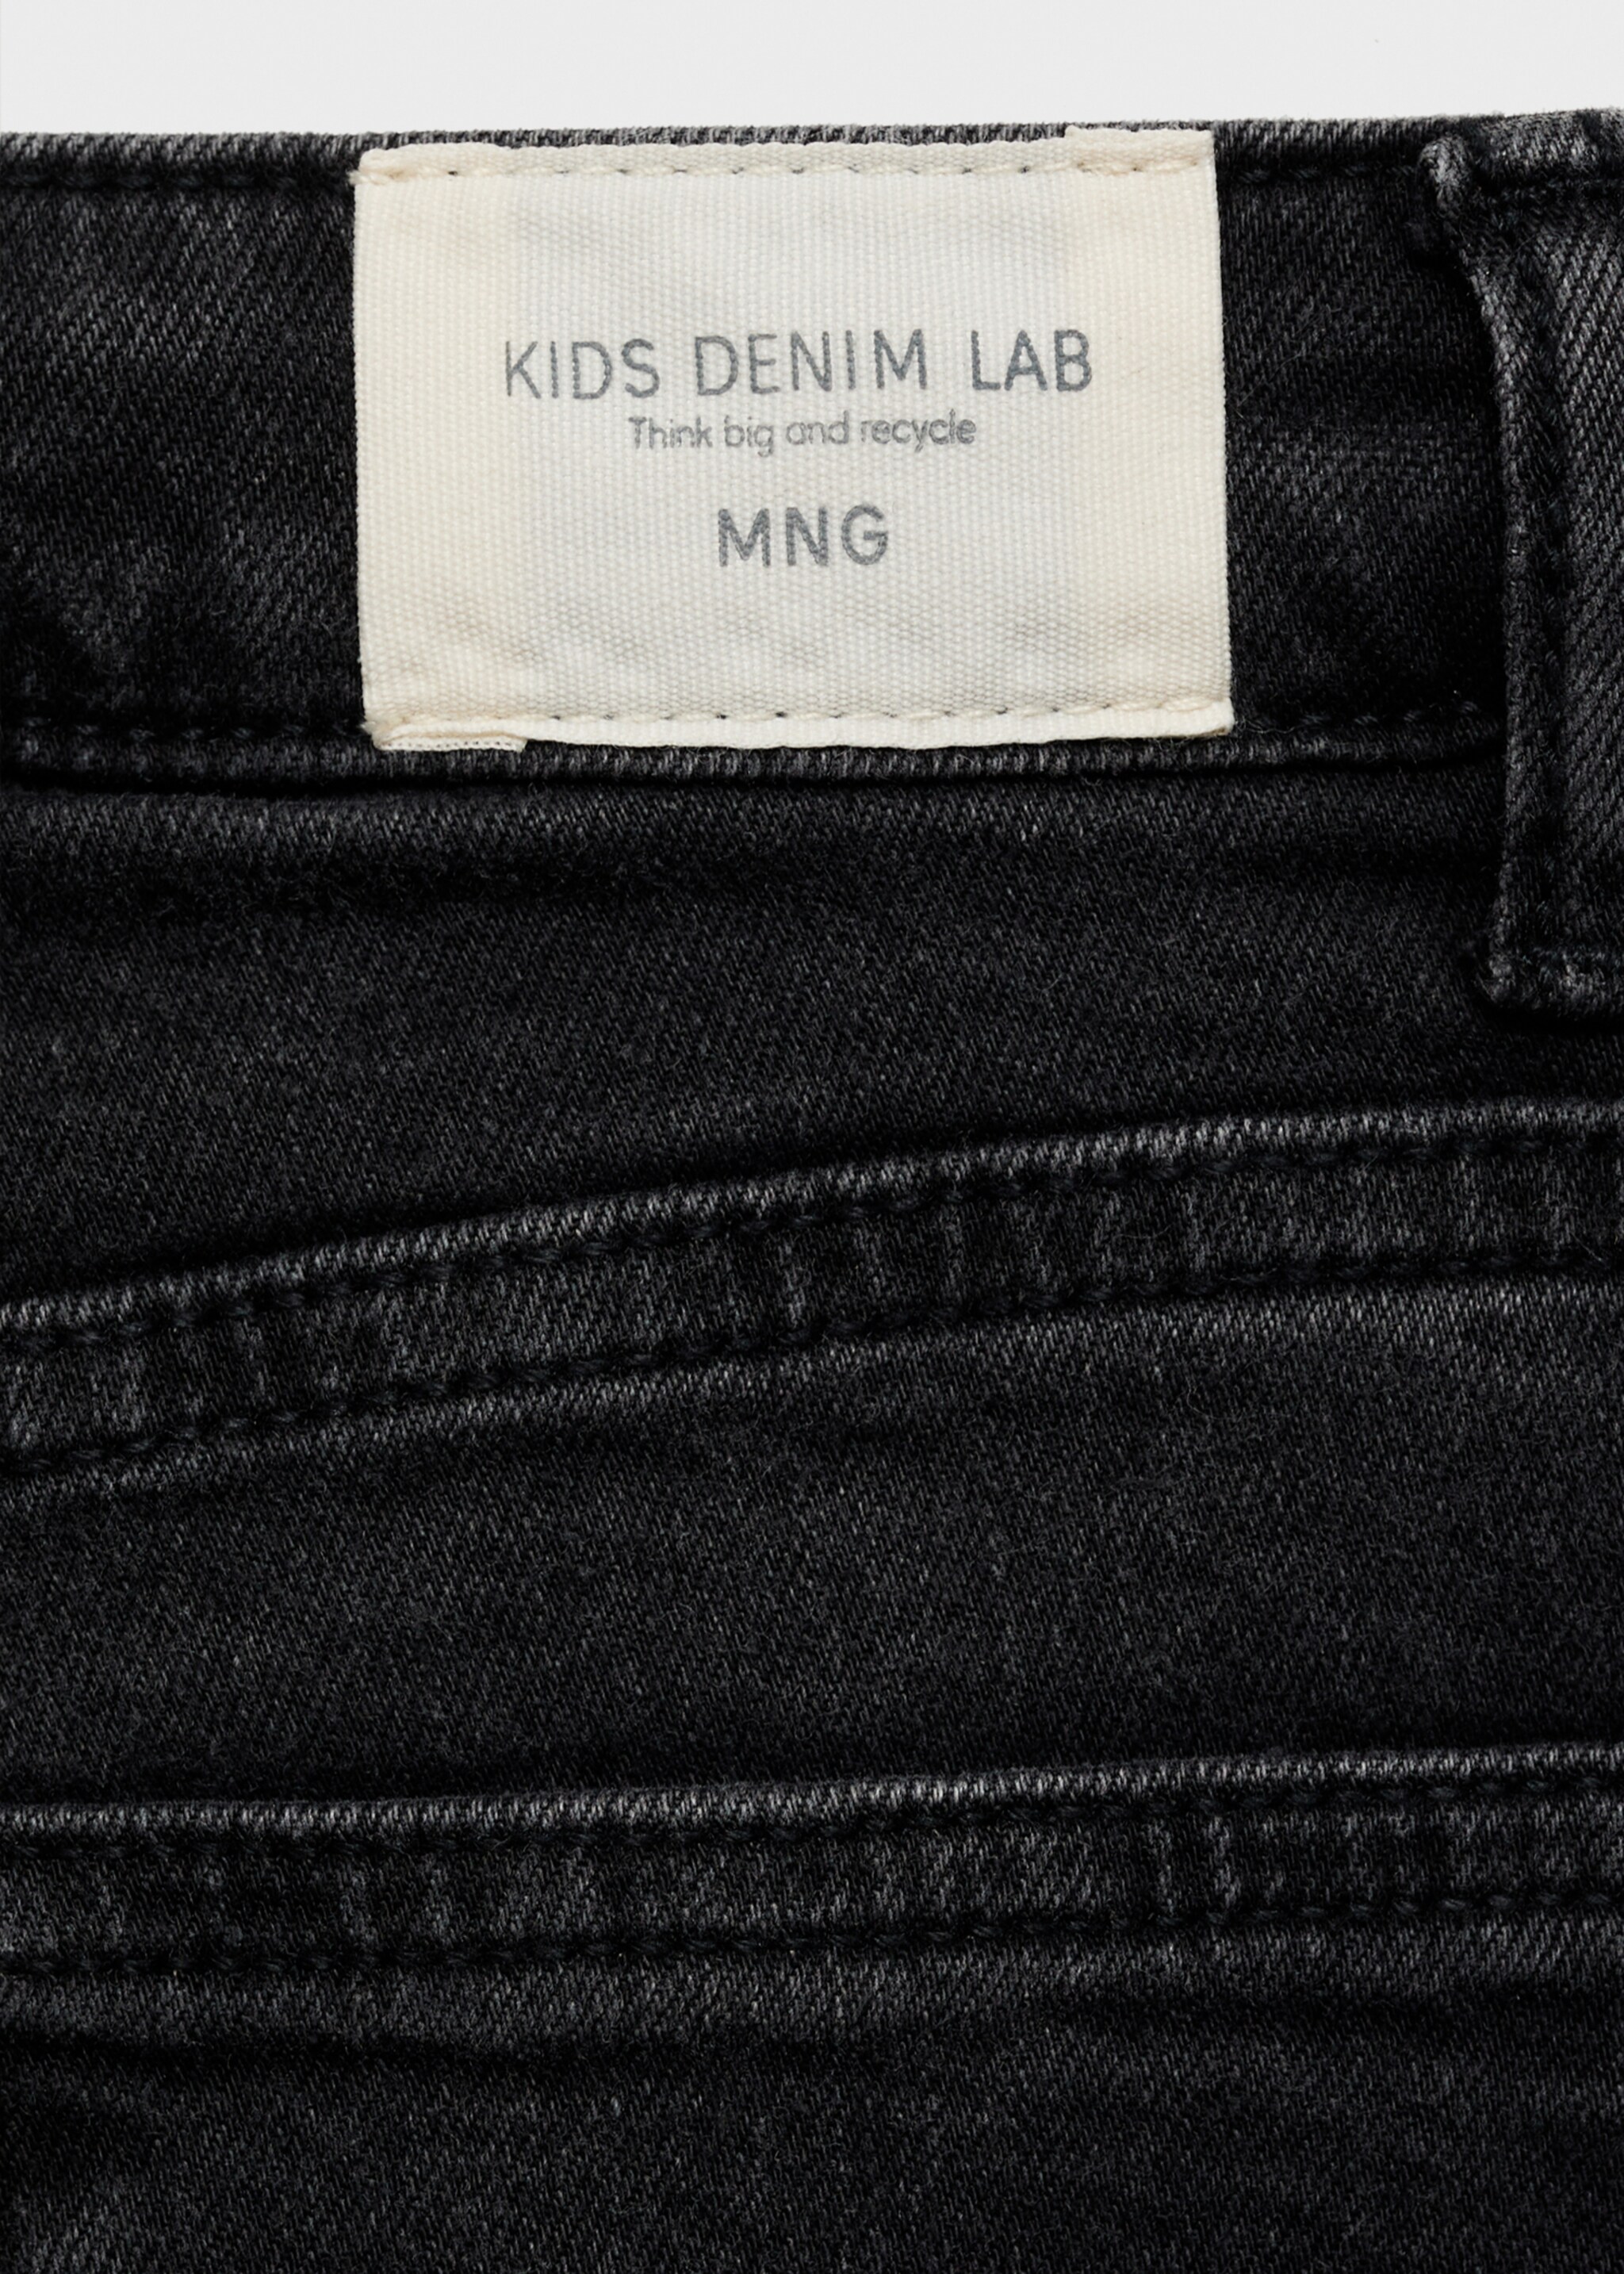 KIDS DENIM LAB
Think big and recycle
MNG